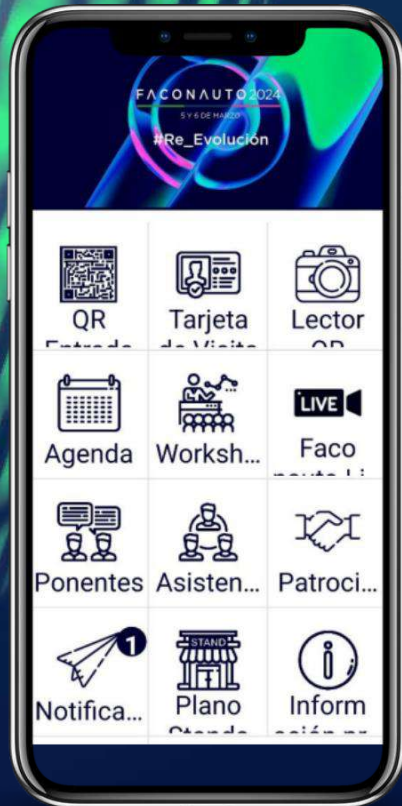 FACONAUTO2024
5 Y 6 DE MARZO
#Re_Evolución
QR
Tarjeta
Lector
LIVE
Agenda
Worksh...
Faco
Ponentes
Asisten...
Patroci...
1
STAND
Notifica...
Plano
Inform